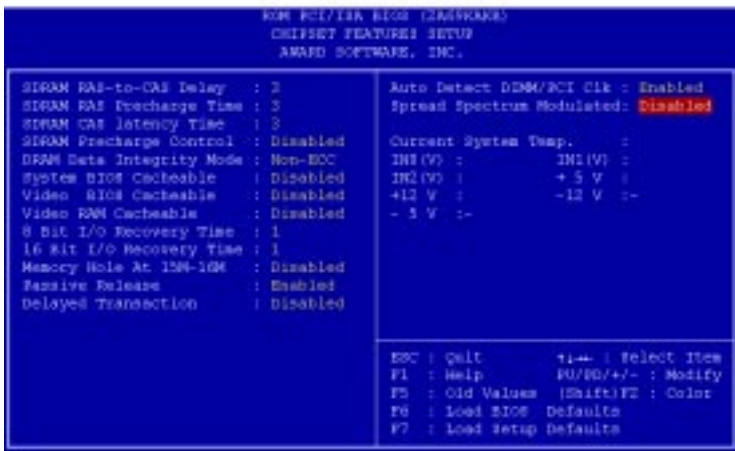 ROM PCI/ISA BIOS (2A69KAKB)
CHIPSET FEATURES SETUP
AWARD SOFTWARE, INC.
SDRAM RAS-to-CAS Delay : 3
SDRAM RAS Precharge Time : 3
SDRAM CAS latency Time : 3
SDRAM Precharge Control : Disabled
DRAM Data Integrity Mode : Non-ECC
System BIOS Cacheable : Disabled
Video BIOS Cacheable : Disabled
Video RAM Cacheable : Disabled
8 Bit I/O Recovery Time : 1
16 Bit I/O Recovery Time : 1
Memory Hole At 15M-16M : Disabled
Passive Release : Enabled
Delayed Transaction : Disabled
Auto Detect DIMM/PCI Clk : Enabled
Spread Spectrum Modulated: Disabled
Current System Temp. :
IN0(V) : IN1(V) :
IN2(V) : + 5 V :
+12 V : -12 V :-
- 5 V :-
ESC : Quit ↑↓→← : Select Item
F1 : Help PU/PD/+/- : Modify
F5 : Old Values (Shift)F2 : Color
F6 : Load BIOS Defaults
F7 : Load Setup Defaults